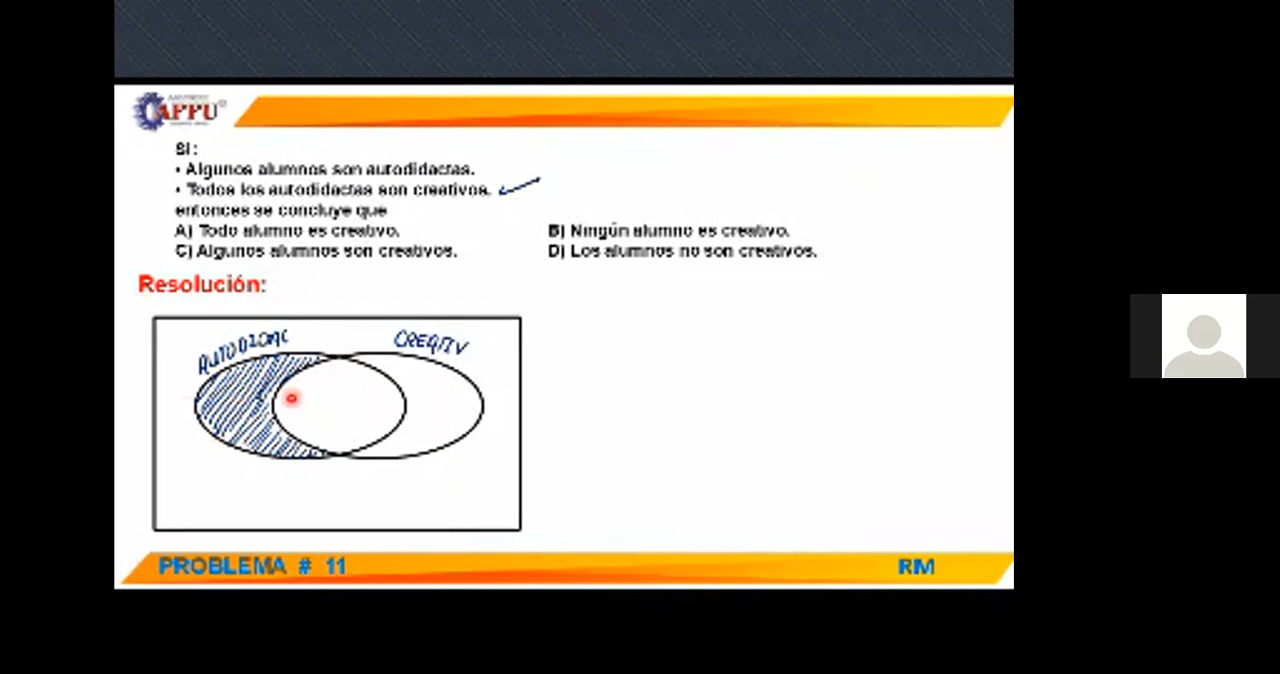 APPU
SI:
• Algunos alumnos son autodidactas.
• Todos los autodidactas son creativos.
entonces se concluye que
A) Todo alumno es creativo.
B) Ningún alumno es creativo.
C) Algunos alumnos son creativos.
D) Los alumnos no son creativos.
Resolución:
CREATIV
PROBLEMA # 11
RM